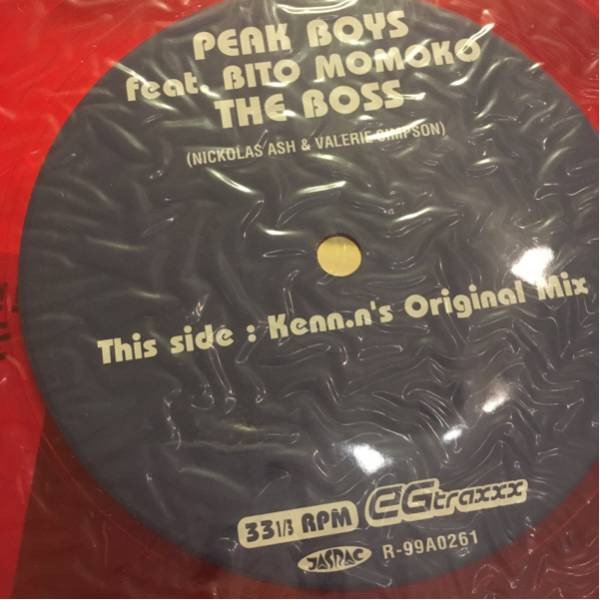 PEAK BOYS
feat. BITO MOMOKO
THE BOSS
(NICKOLAS ASH & VALERIE SIMPSON)
This side : Kenn.n's Original Mix
33 1/3 RPM eGtraxxx
JASRAC R-99A0261